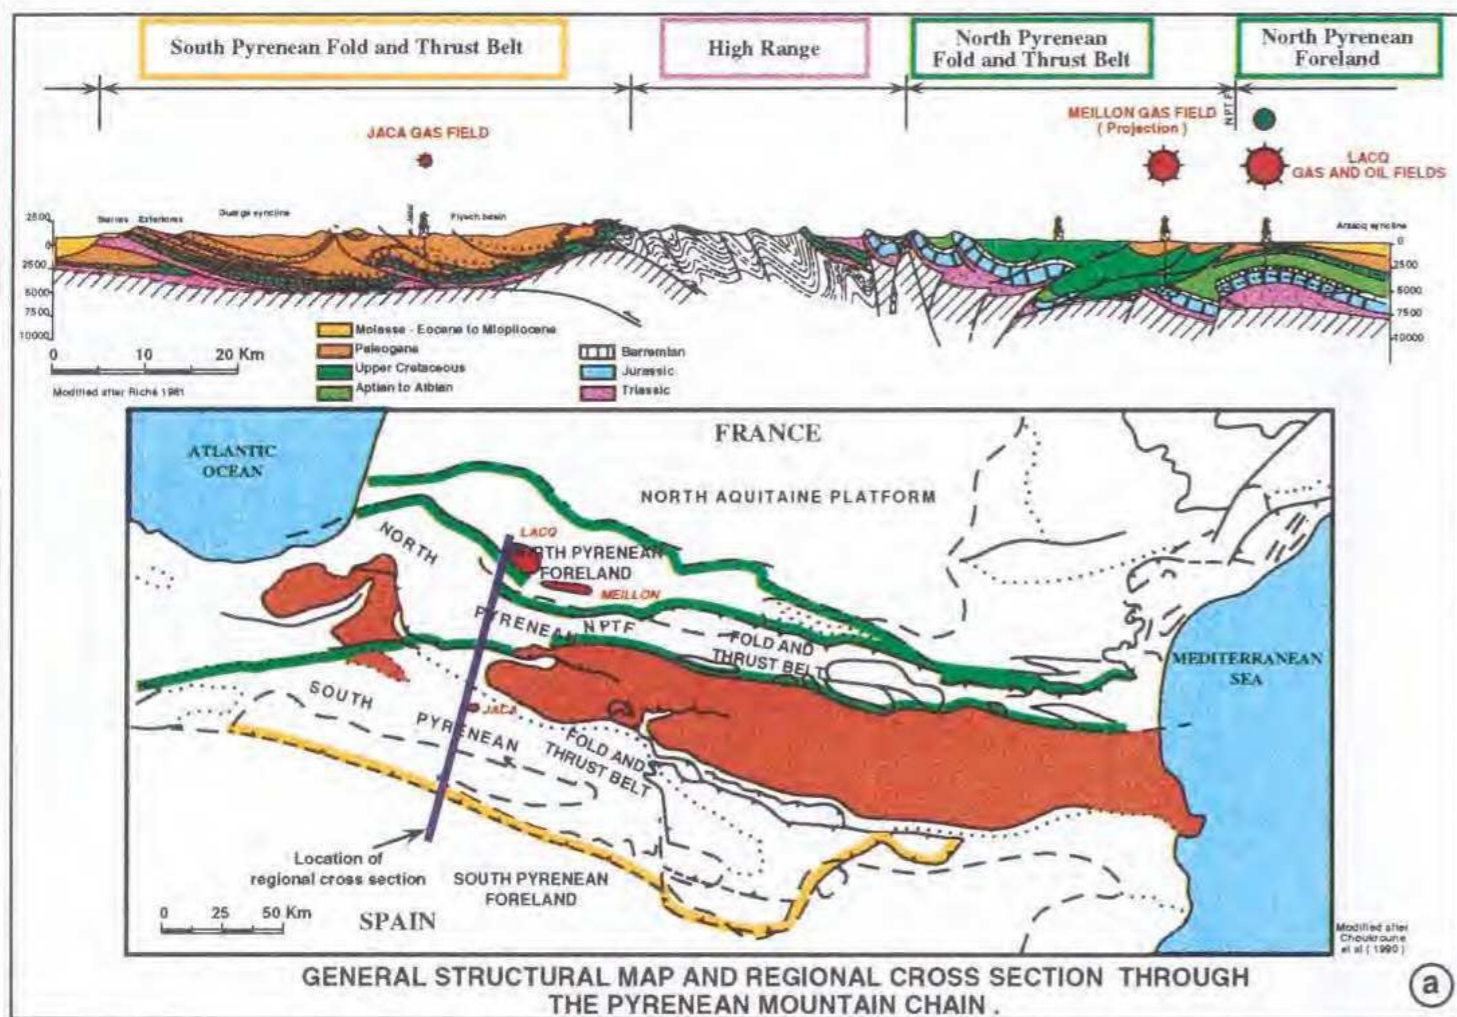 South Pyrenean Fold and Thrust Belt
High Range
North Pyrenean
Fold and Thrust Belt
North Pyrenean
Foreland
NPTF
JACA GAS FIELD
MEILLON GAS FIELD
( Projection )
LACQ
GAS AND OIL FIELDS
Sierras Exteriores
Guarga syncline
Jaca
Flysch basin
Arzacq syncline
2500
0
2500
5000
7500
10000
0
2500
5000
7500
10000
Molasse - Eocene to Miopliocene
Paleogene
Upper Cretaceous
Aptian to Albian
Barremian
Jurassic
Triassic
0 10 20 Km
Modified after Riché 1981
ATLANTIC
OCEAN
FRANCE
NORTH AQUITAINE PLATFORM
NORTH
LACQ
NORTH PYRENEAN
FORELAND
MEILLON
PYRENEAN
NPTF
FOLD AND
THRUST BELT
MEDITERRANEAN
SEA
SOUTH
JACA
PYRENEAN
FOLD AND
THRUST BELT
Location of
regional cross section
SOUTH PYRENEAN
FORELAND
0 25 50 Km
SPAIN
Modified after
Choukroune
et al ( 1990 )
GENERAL STRUCTURAL MAP AND REGIONAL CROSS SECTION THROUGH
THE PYRENEAN MOUNTAIN CHAIN .
a